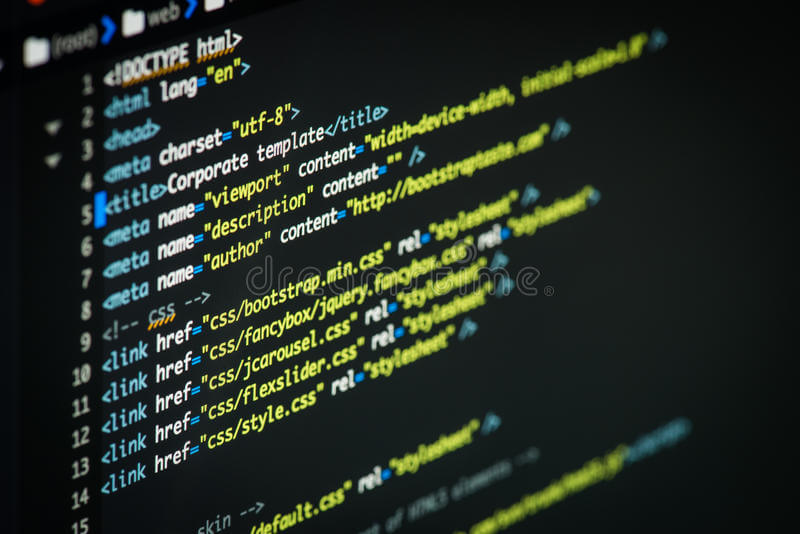 (root) web
1 <!DOCTYPE html>
2 <html lang="en">
3 <head>
4 <meta charset="utf-8">
5 <title>Corporate template</title>
6 <meta name="viewport" content="width=device-width, initial-scale=1.0" />
7 <meta name="description" content="" />
8 <meta name="author" content="http://bootstraptaste.com" />
9 <!-- css -->
10 <link href="css/bootstrap.min.css" rel="stylesheet" />
11 <link href="css/fancybox/jquery.fancybox.css" rel="stylesheet">
12 <link href="css/jcarousel.css" rel="stylesheet" />
13 <link href="css/flexslider.css" rel="stylesheet" />
14 <link href="css/style.css" rel="stylesheet" />
15
skin -->
/default.css" rel="stylesheet" />
of HTML5 elements -->
dreamstime.com